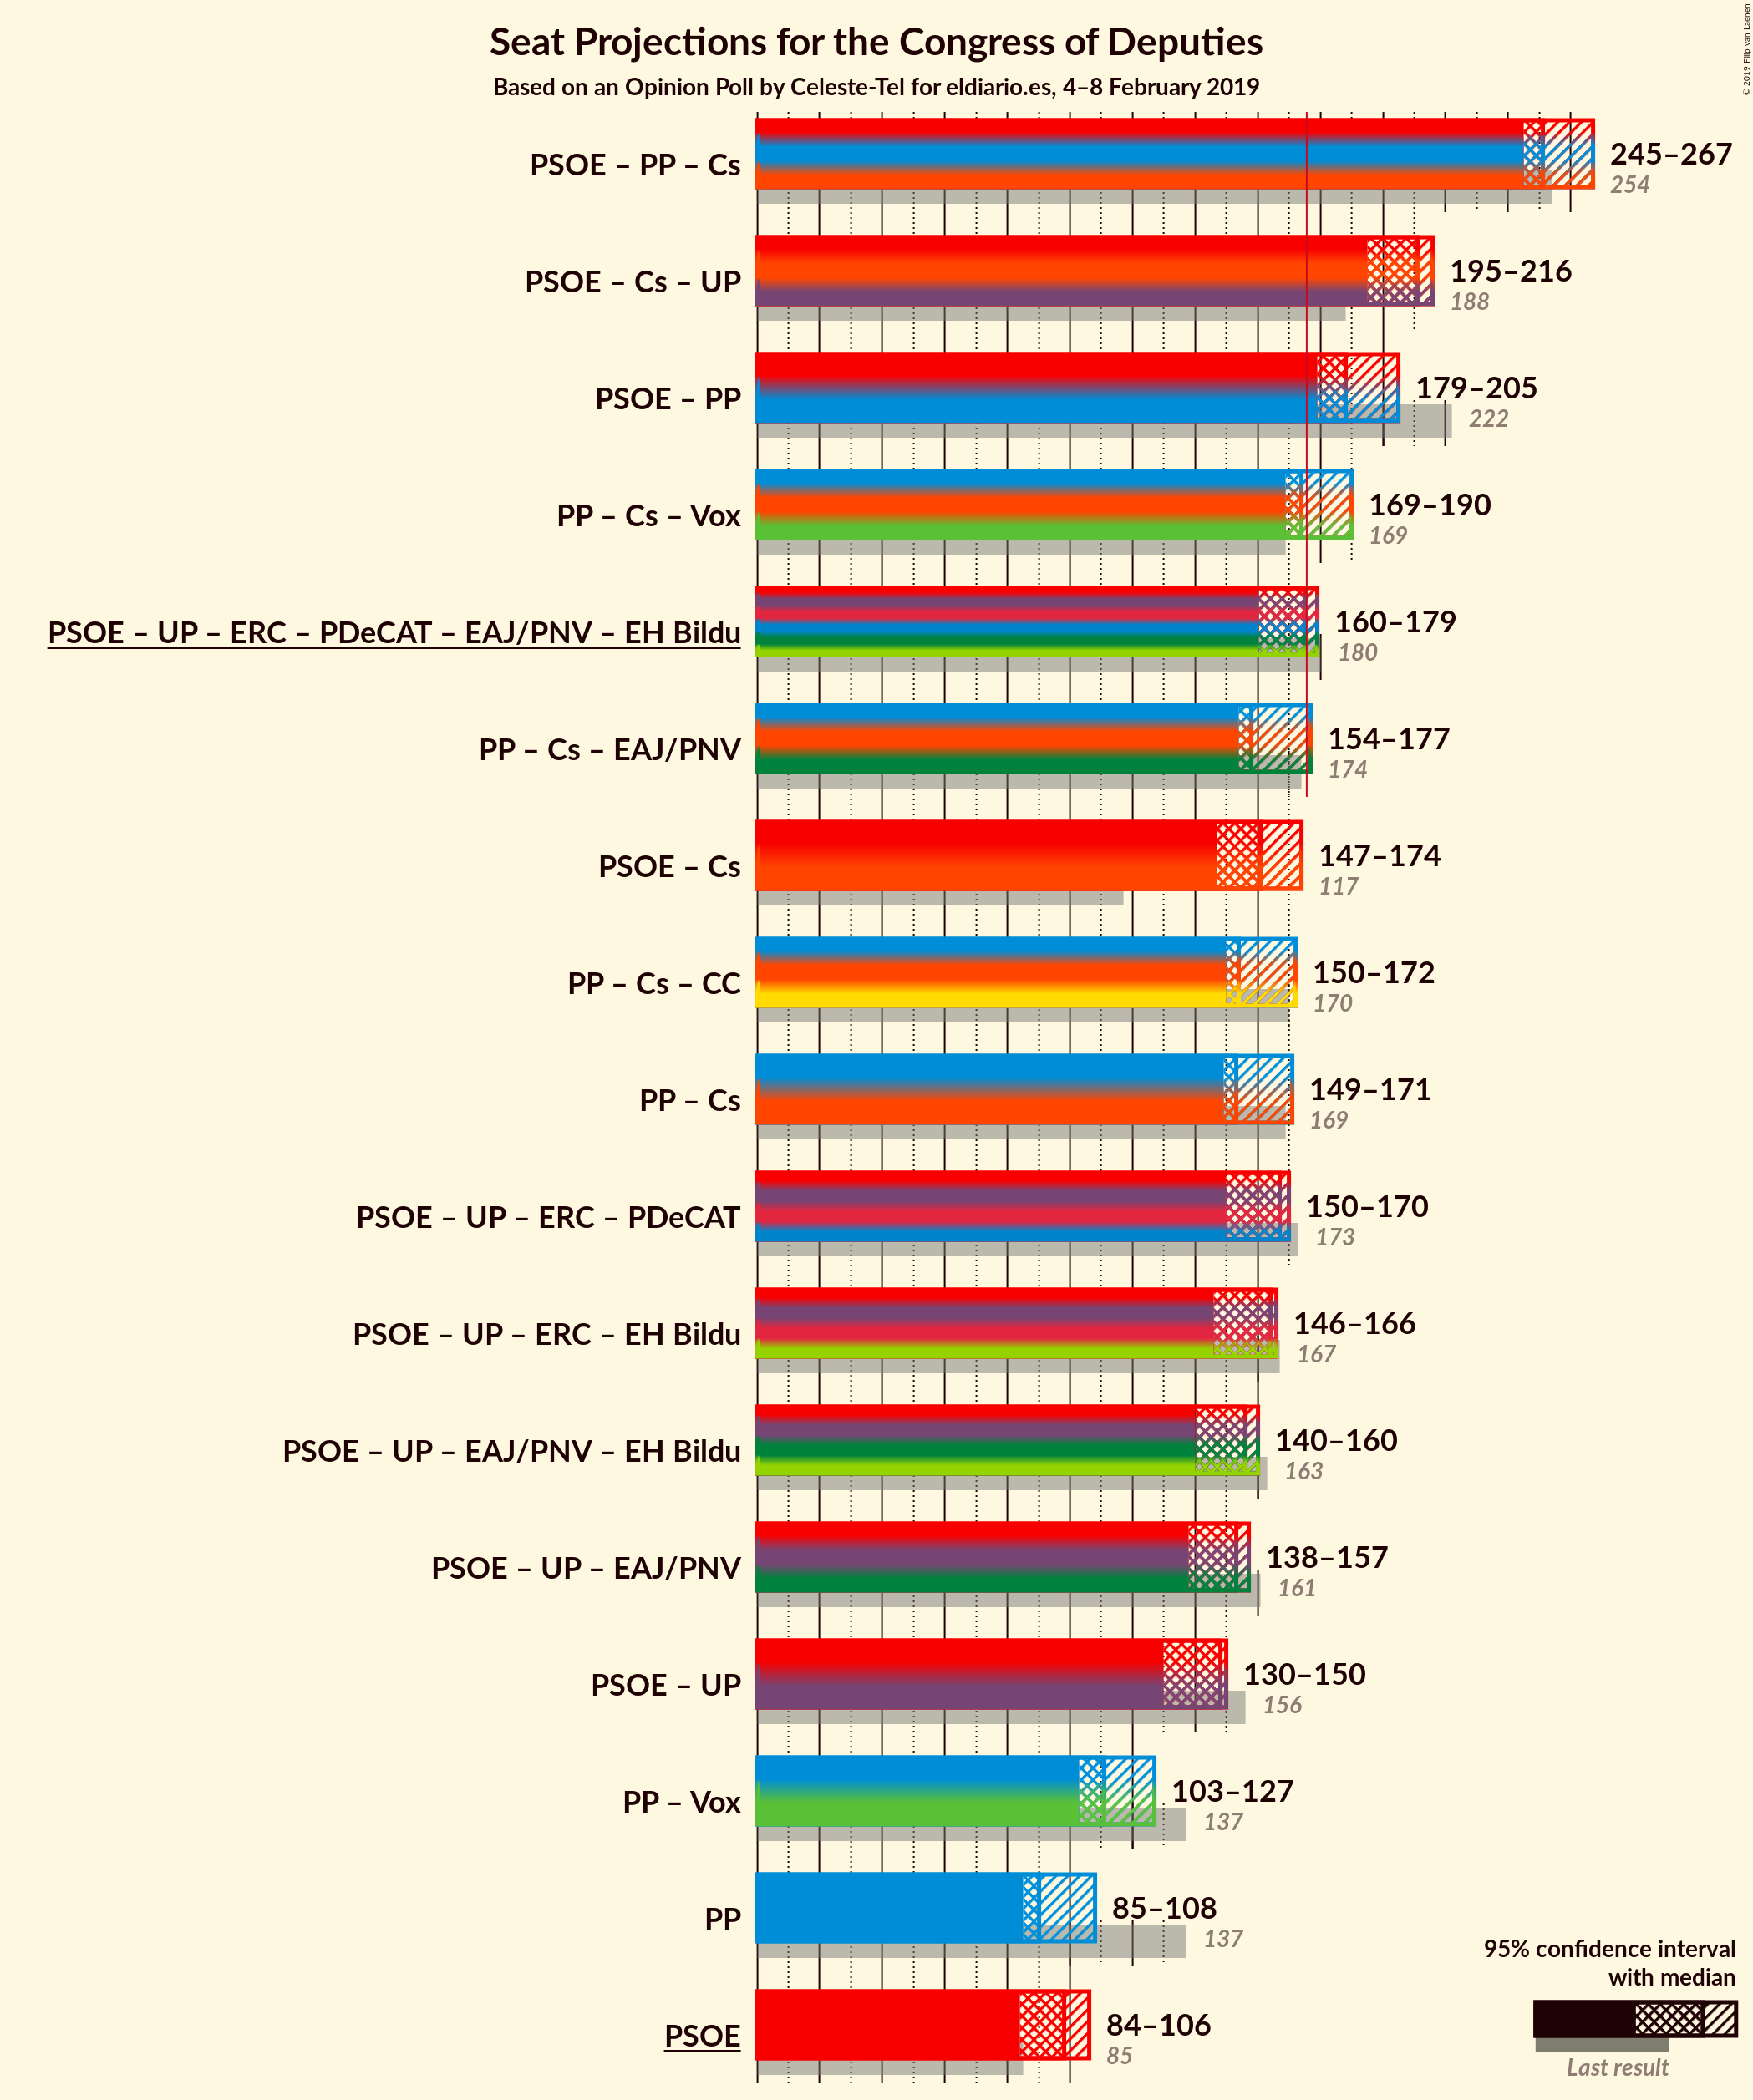 Seat Projections for the Congress of Deputies
Based on an Opinion Poll by Celeste-Tel for eldiario.es, 4–8 February 2019
© 2019 Filip van Laenen
PSOE – PP – Cs
245–267
254
PSOE – Cs – UP
195–216
188
PSOE – PP
179–205
222
PP – Cs – Vox
169–190
169
PSOE – UP – ERC – PDeCAT – EAJ/PNV – EH Bildu
160–179
180
PP – Cs – EAJ/PNV
154–177
174
PSOE – Cs
147–174
117
PP – Cs – CC
150–172
170
PP – Cs
149–171
169
PSOE – UP – ERC – PDeCAT
150–170
173
PSOE – UP – ERC – EH Bildu
146–166
167
PSOE – UP – EAJ/PNV – EH Bildu
140–160
163
PSOE – UP – EAJ/PNV
138–157
161
PSOE – UP
130–150
156
PP – Vox
103–127
137
PP
85–108
137
PSOE
84–106
85
95% confidence interval
with median
Last result